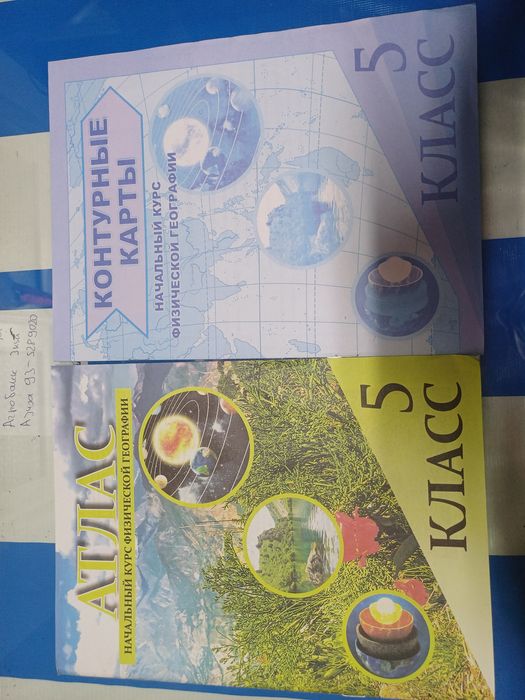 КОНТУРНЫЕ
КАРТЫ
НАЧАЛЬНЫЙ КУРС
ФИЗИЧЕСКОЙ ГЕОГРАФИИ
5
КЛАСС
АТЛАС
НАЧАЛЬНЫЙ КУРС ФИЗИЧЕСКОЙ ГЕОГРАФИИ
5
КЛАСС